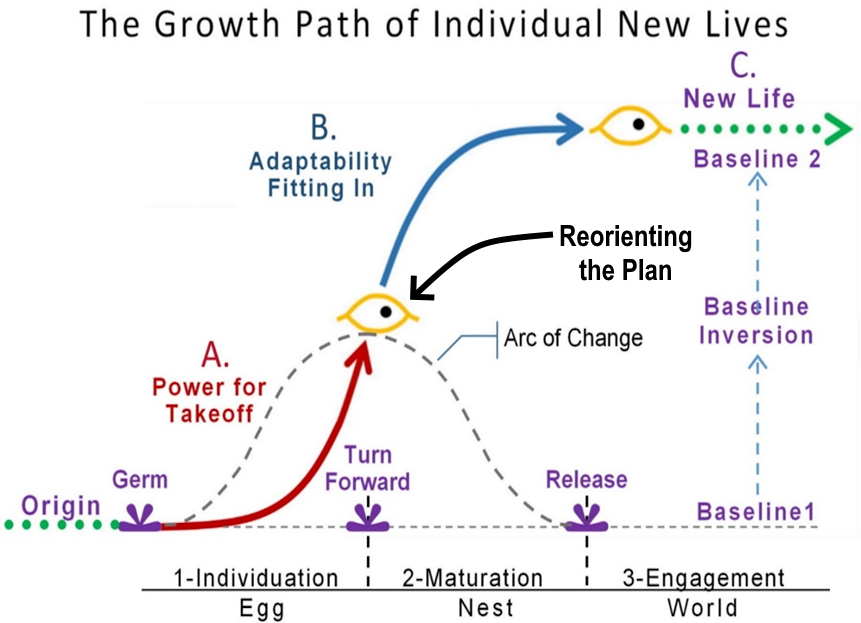 The Growth Path of Individual New Lives
C.
New Life
B.
Adaptability
Fitting In
Baseline 2
Reorienting
the Plan
Baseline
Inversion
Arc of Change
A.
Power for
Takeoff
Turn
Forward
Germ
Release
Origin
Baseline1
1-Individuation
2-Maturation
3-Engagement
Egg
Nest
World